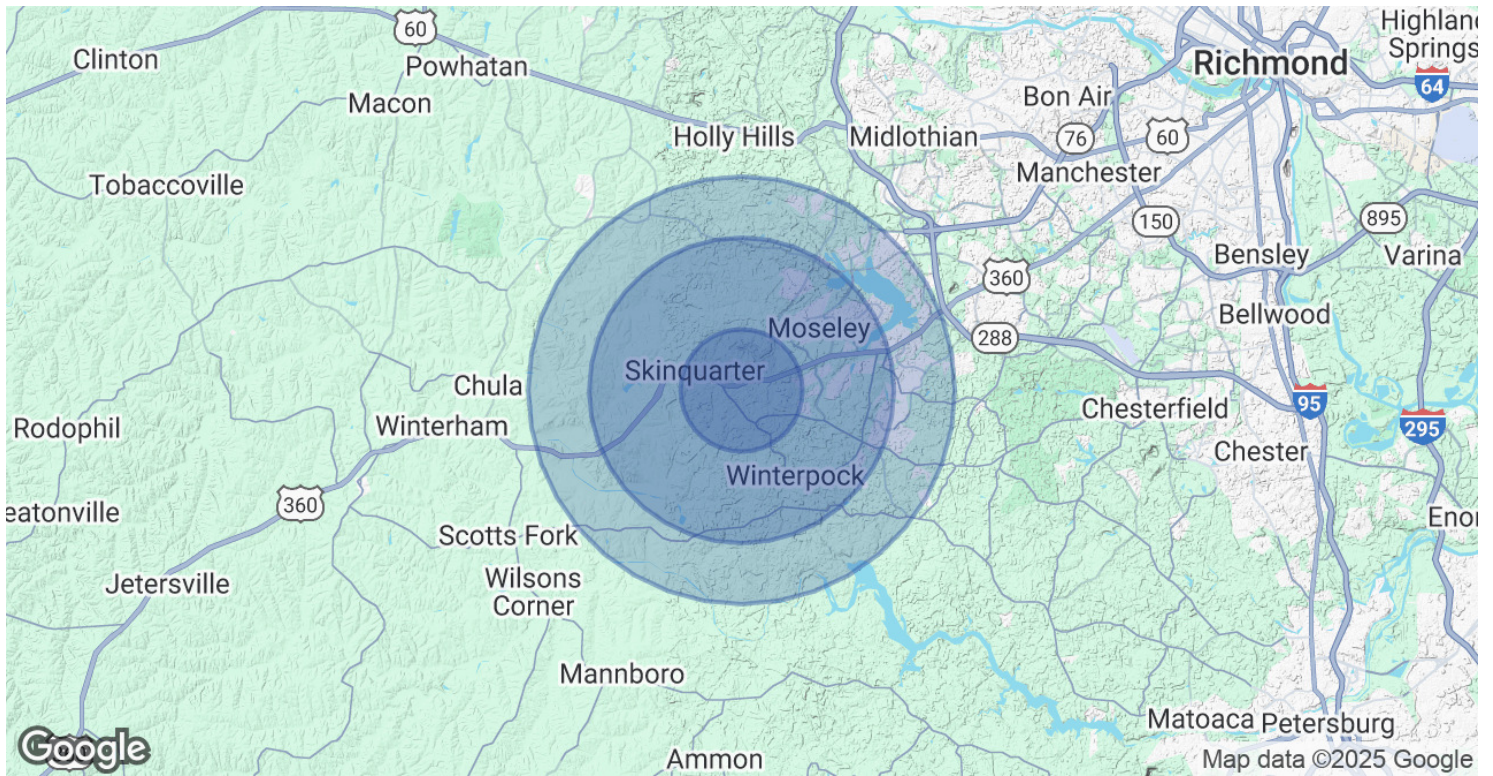 Highlan
Springs
60
Clinton
Powhatan
Richmond
64
Macon
Bon Air
Holly Hills
Midlothian
76
60
Manchester
Tobaccoville
150
895
Bensley
Varina
360
Moseley
Bellwood
288
Skinquarter
Chula
95
Chesterfield
Winterham
Rodophil
295
Chester
Winterpock
360
eatonville
Enon
Scotts Fork
Wilsons
Corner
Jetersville
Mannboro
Matoaca
Petersburg
Google
Ammon
Map data ©2025 Google